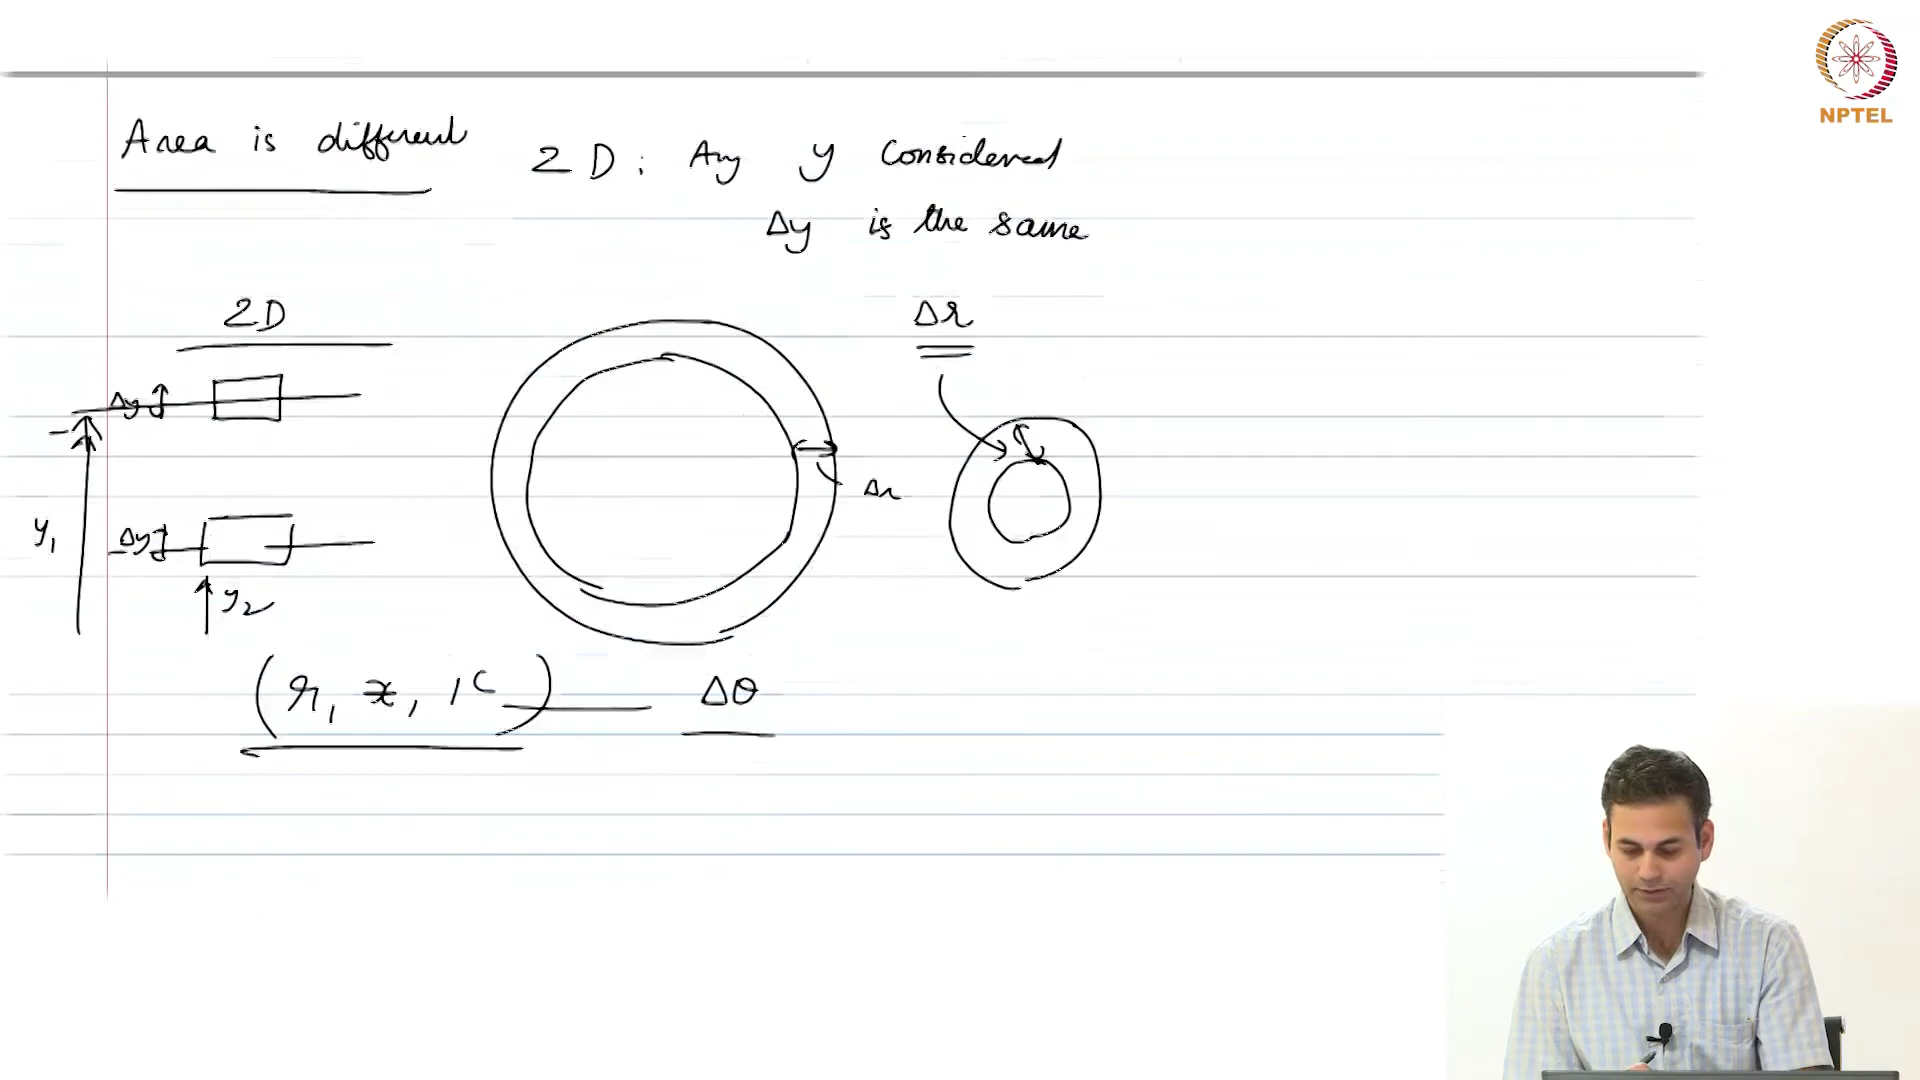 NPTEL
Area is different
2D: Any y considered
Δy is the same
2D
Δr
Δy
Δr
y₁
Δy
y₂
(r, x, κ) — Δθ